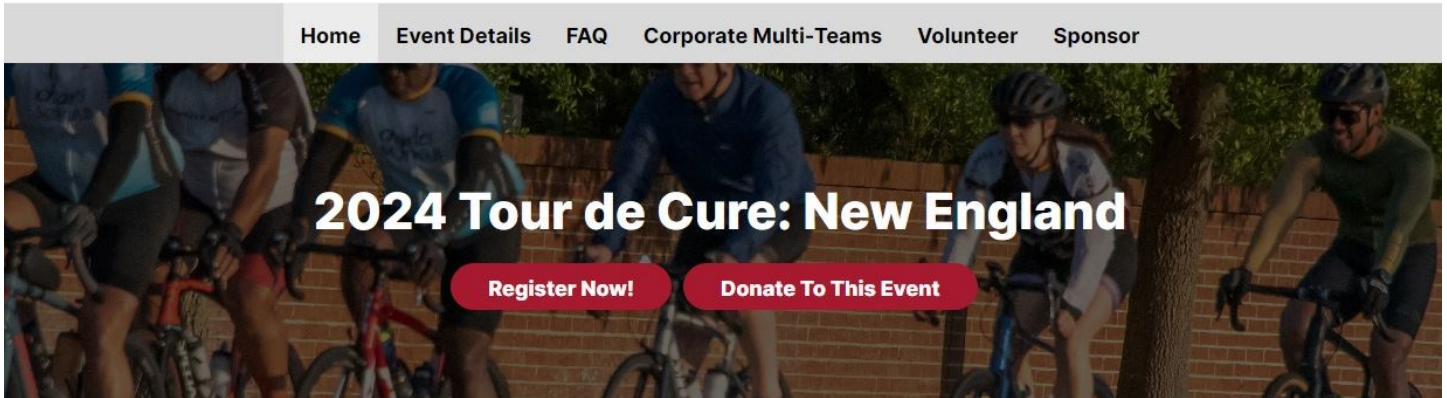 Home Event Details FAQ Corporate Multi-Teams Volunteer Sponsor
2024 Tour de Cure: New England
Register Now! Donate To This Event